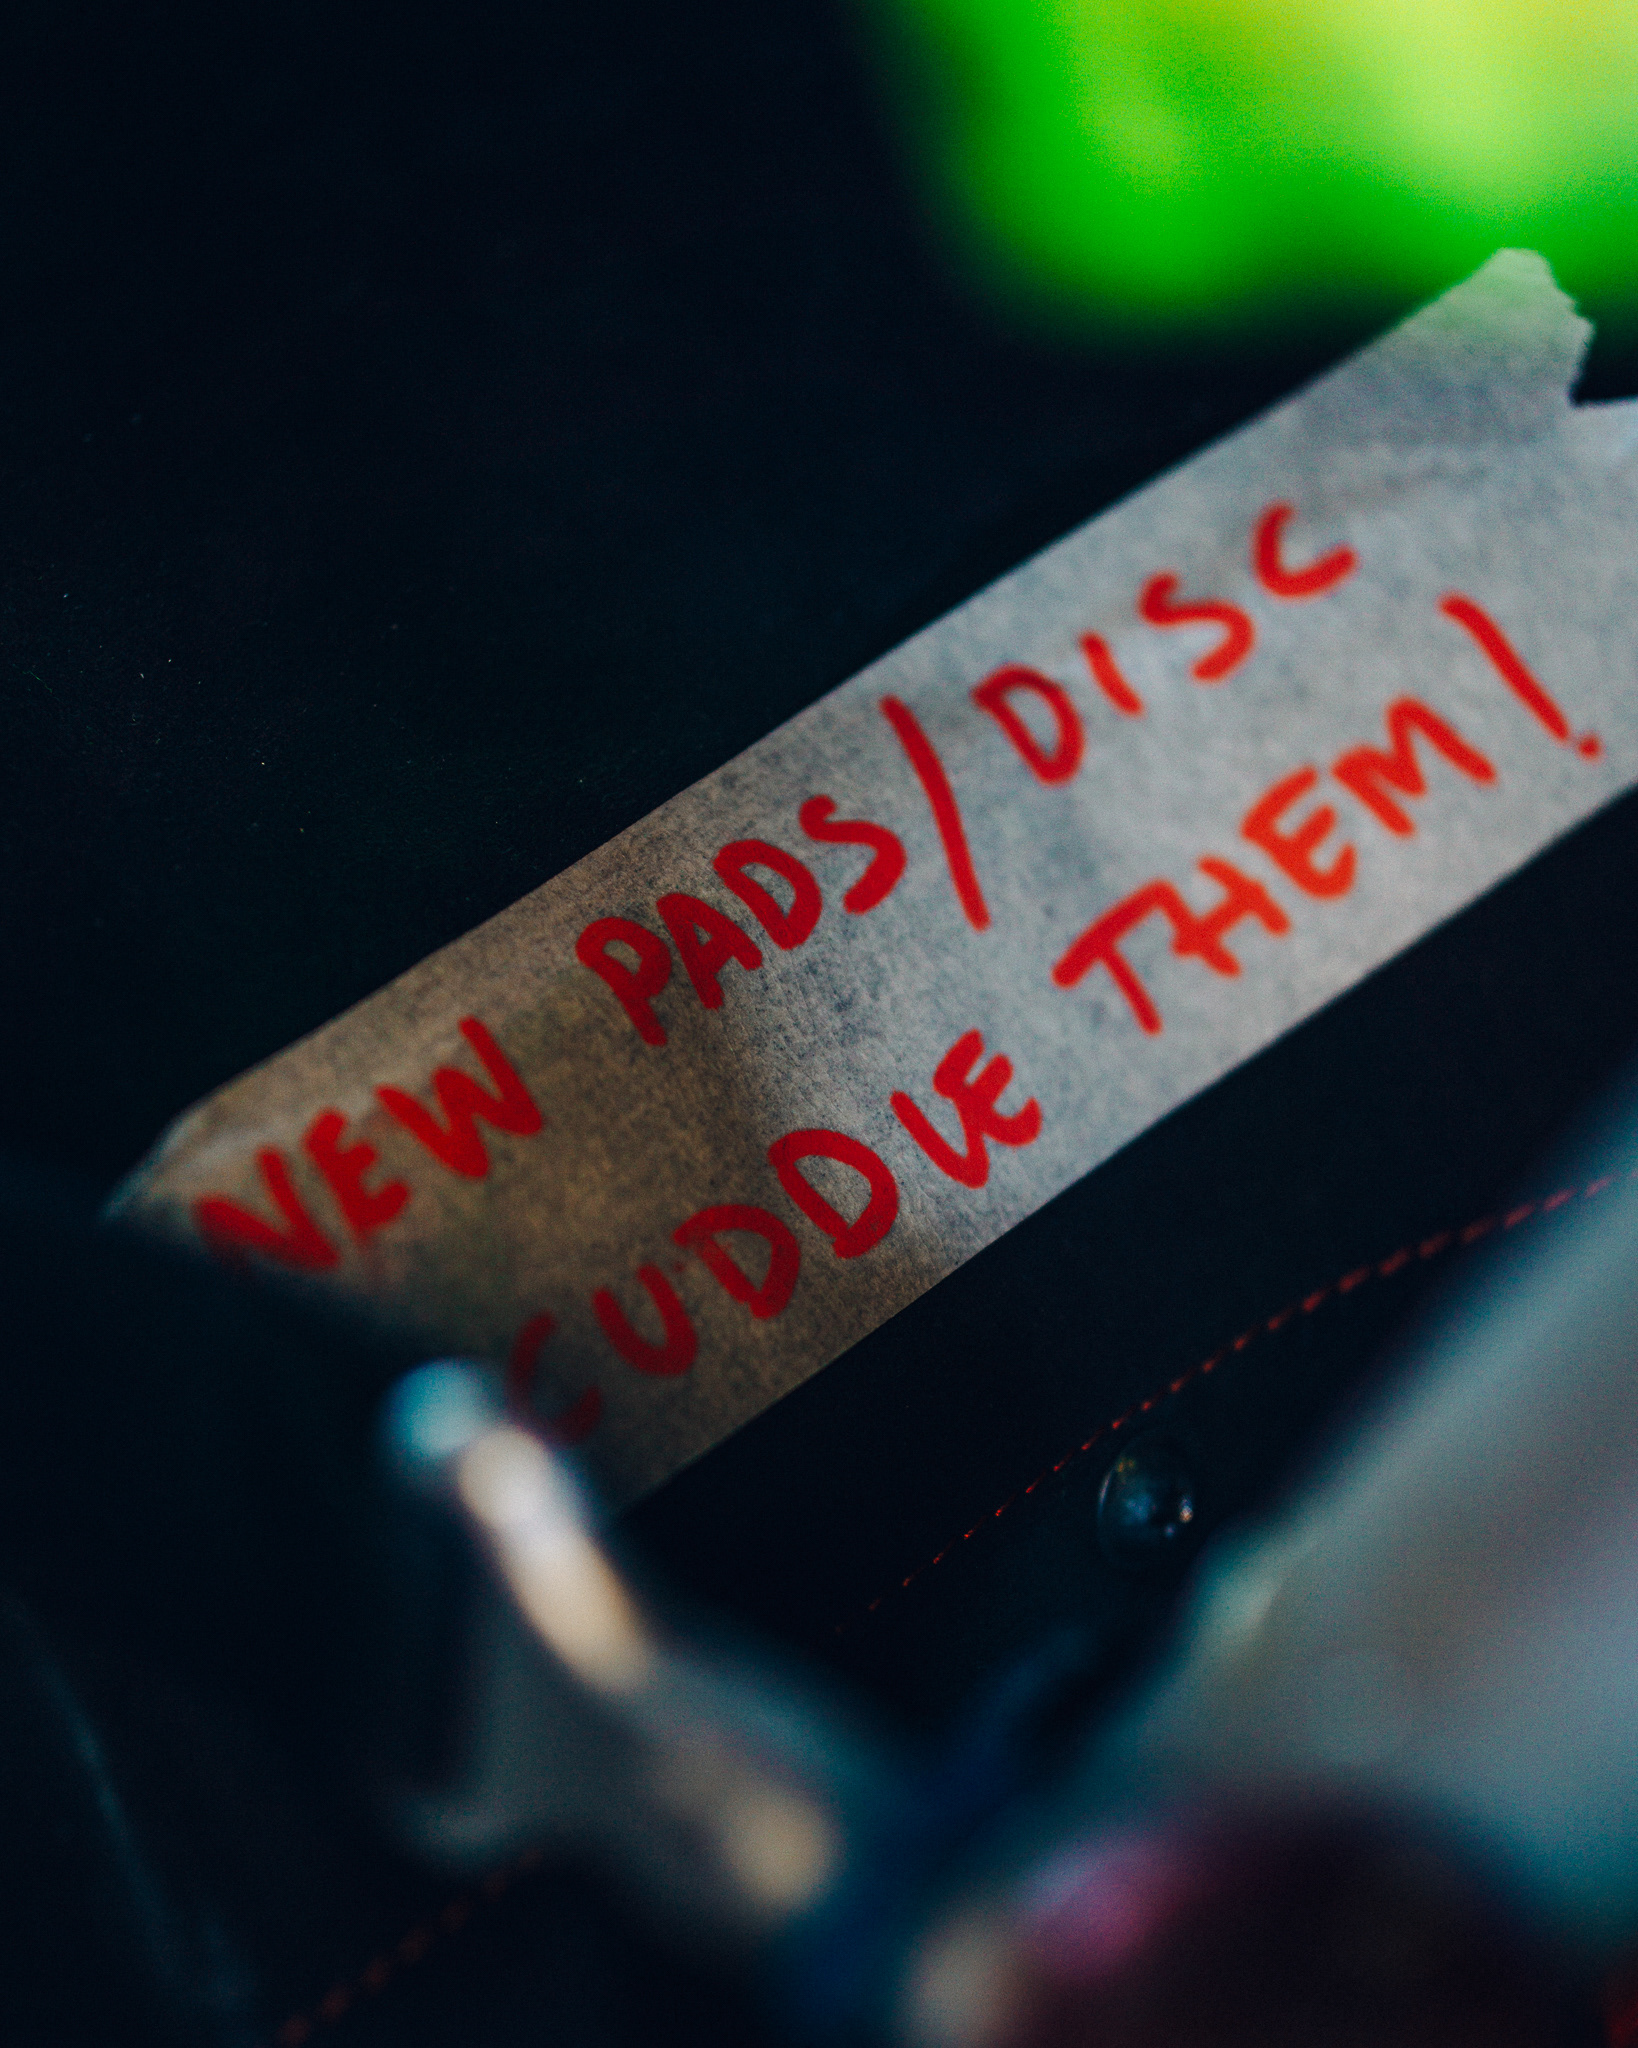 NEW PADS/DISC
CUDDLE THEM!